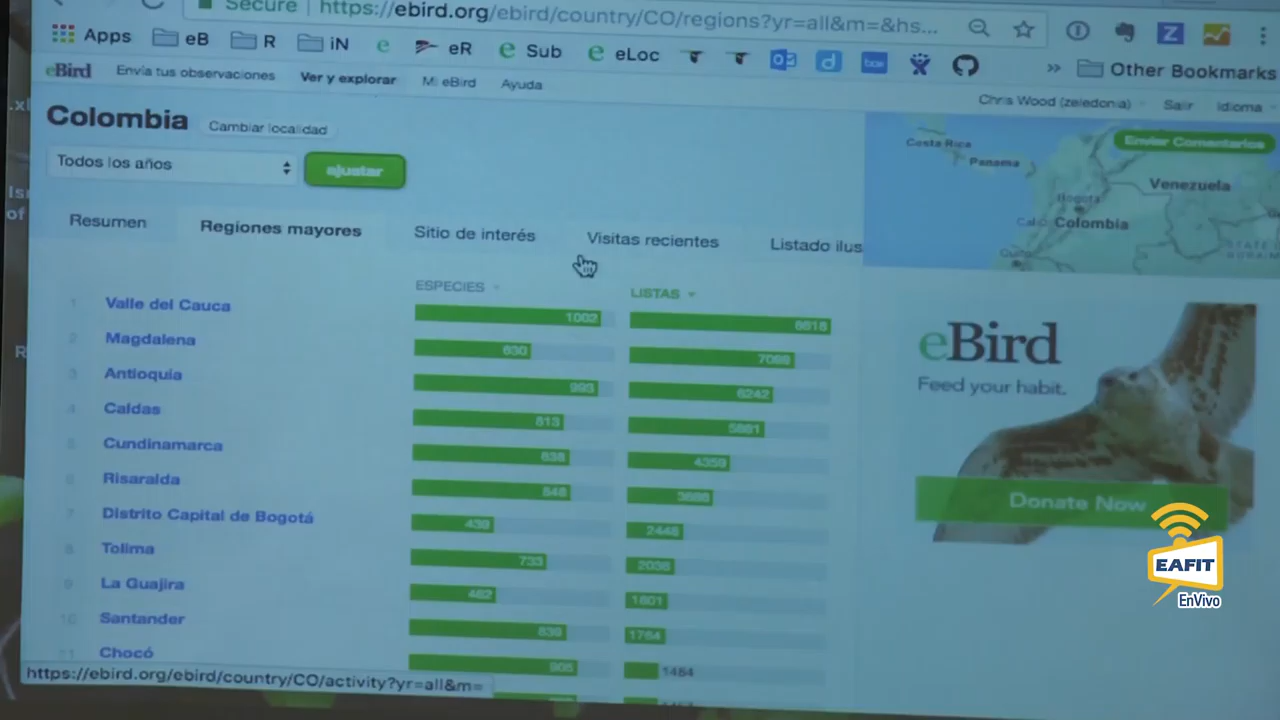 Secure https://ebird.org/ebird/country/CO/regions?yr=all&m=&hs...
Apps eB R iN eR Sub eLoc Other Bookmarks
eBird Envía tus observaciones Ver y explorar Mi eBird Ayuda
Chris Wood (zeledonia) Salir Idioma
Colombia Cambiar localidad
Todos los años ajustar
Resumen Regiones mayores Sitio de interés Visitas recientes Listado ilus
ESPECIES LISTAS
1 Valle del Cauca 1002 8618
2 Magdalena 630
3 Antioquia 993 6242
4 Caldas 813
5 Cundinamarca 838 4359
6 Risaralda 848
7 Distrito Capital de Bogotá 439
8 Tolima 733
9 La Guajira 482 1801
10 Santander 839 1764
11 Chocó 905 1484
https://ebird.org/ebird/country/CO/activity?yr=all&m=
Costa Rica
Panama
Enviar Comentarios
Venezuela
Bogotá
Cali Colombia
Quito
eBird
Feed your habit.
Donate Now
EAFIT
EnVivo